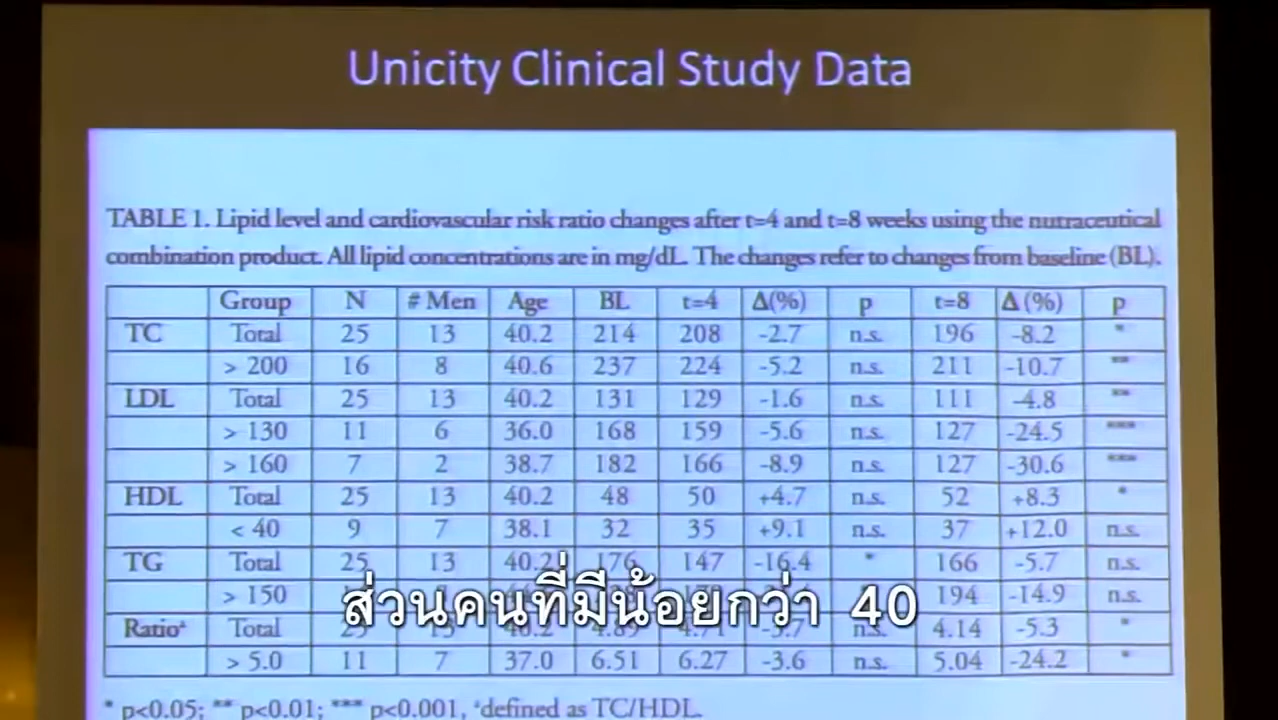 Unicity Clinical Study Data
TABLE 1. Lipid level and cardiovascular risk ratio changes after t=4 and t=8 weeks using the nutraceutical
combination product. All lipid concentrations are in mg/dL. The changes refer to changes from baseline (BL).
Group N # Men Age BL t=4 Δ(%) p t=8 Δ (%) p
TC Total 25 13 40.2 214 208 -2.7 n.s. 196 -8.2 *
> 200 16 8 40.6 237 224 -5.2 n.s. 211 -10.7 **
LDL Total 25 13 40.2 131 129 -1.6 n.s. 111 -4.8 **
> 130 11 6 36.0 168 159 -5.6 n.s. 127 -24.5 ***
> 160 7 2 38.7 182 166 -8.9 n.s. 127 -30.6 ***
HDL Total 25 13 40.2 48 50 +4.7 n.s. 52 +8.3 *
< 40 9 7 38.1 32 35 +9.1 n.s. 37 +12.0 n.s.
TG Total 25 13 40.2 176 147 -16.4 * 166 -5.7 n.s.
> 150 194 -14.9 n.s.
ส่วนคนที่มีน้อยกว่า 40
Ratioª Total 4.14 -5.3 *
> 5.0 11 7 37.0 6.51 6.27 -3.6 n.s. 5.04 -24.2 *
* p<0.05; ** p<0.01; *** p<0.001, ªdefined as TC/HDL.